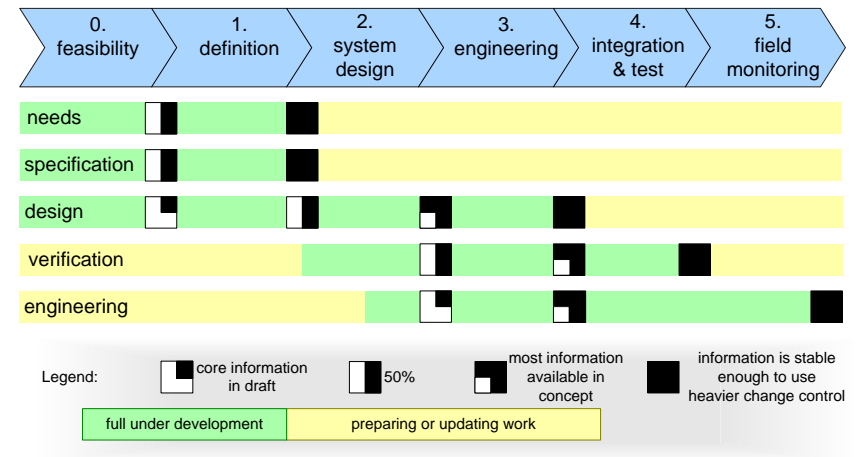 0.
feasibility
1.
definition
2.
system
design
3.
engineering
4.
integration
& test
5.
field
monitoring
needs
specification
design
verification
engineering
Legend:
core information
in draft
50%
most information
available in
concept
information is stable
enough to use
heavier change control
full under development
preparing or updating work